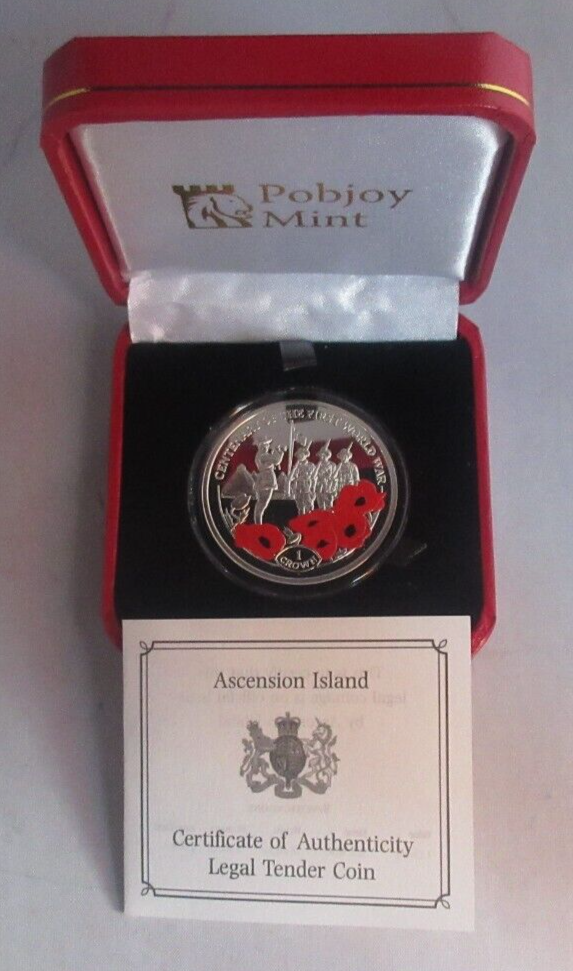 Pobjoy
Mint
CENTENARY OF THE FIRST WORLD WAR
1
CROWN
Ascension Island
Certificate of Authenticity
Legal Tender Coin